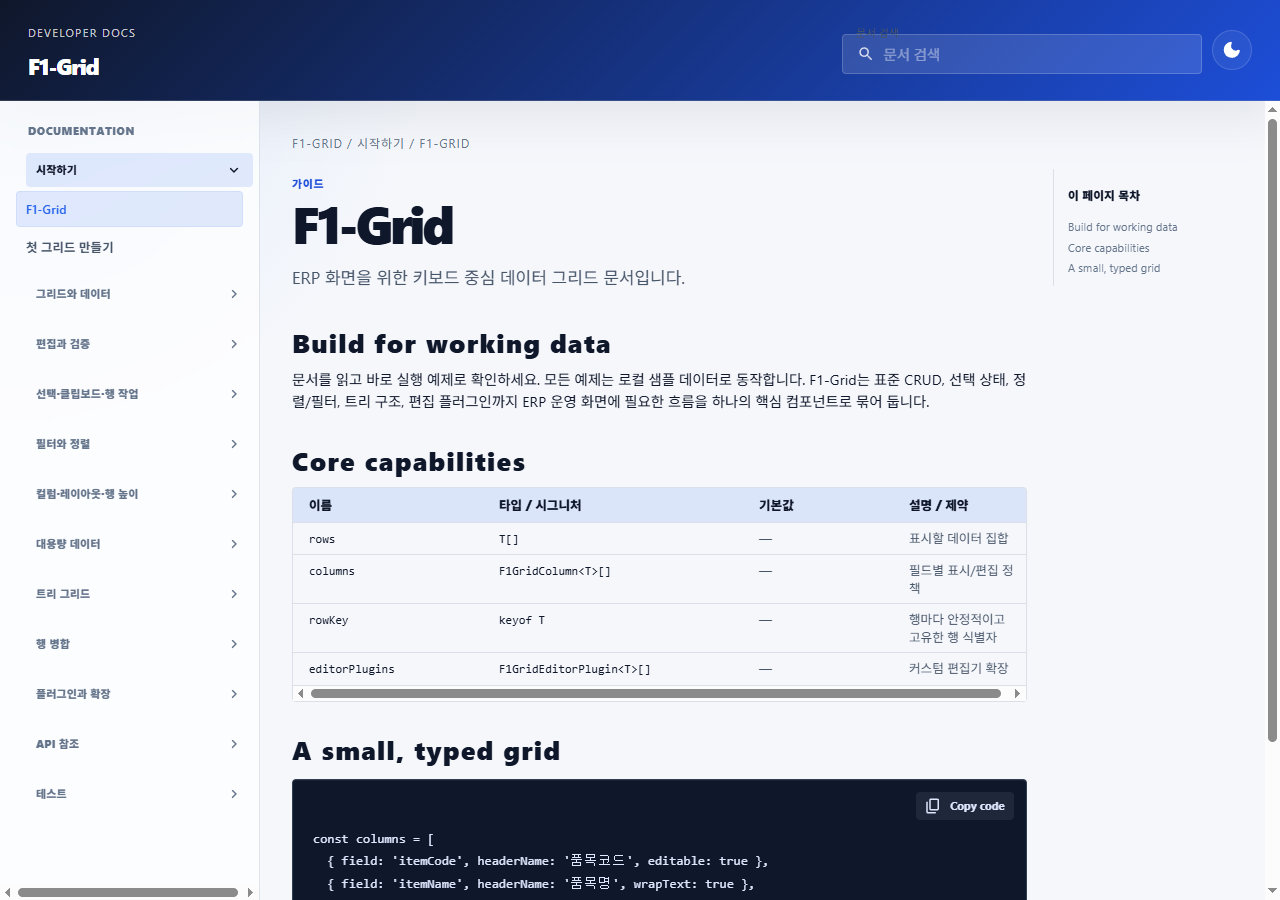 DEVELOPER DOCS
F1-Grid
문서 검색
문서 검색
DOCUMENTATION
시작하기
F1-Grid
첫 그리드 만들기
그리드와 데이터
편집과 검증
선택·클립보드·행 작업
필터와 정렬
컬럼·레이아웃·행 높이
대용량 데이터
트리 그리드
행 병합
플러그인과 확장
API 참조
테스트
F1-GRID / 시작하기 / F1-GRID
가이드
F1-Grid
ERP 화면을 위한 키보드 중심 데이터 그리드 문서입니다.
Build for working data
문서를 읽고 바로 실행 예제로 확인하세요. 모든 예제는 로컬 샘플 데이터로 동작합니다. F1-Grid는 표준 CRUD, 선택 상태, 정
렬/필터, 트리 구조, 편집 플러그인까지 ERP 운영 화면에 필요한 흐름을 하나의 핵심 컴포넌트로 묶어 둡니다.
Core capabilities
이름 타입 / 시그니처 기본값 설명 / 제약
rows T[] — 표시할 데이터 집합
columns F1GridColumn<T>[] — 필드별 표시/편집 정
책
rowKey keyof T — 행마다 안정적이고
고유한 행 식별자
editorPlugins F1GridEditorPlugin<T>[] — 커스텀 편집기 확장
A small, typed grid
Copy code
const columns = [
{ field: 'itemCode', headerName: '품목코드', editable: true },
{ field: 'itemName', headerName: '품목명', wrapText: true },
이 페이지 목차
Build for working data
Core capabilities
A small, typed grid